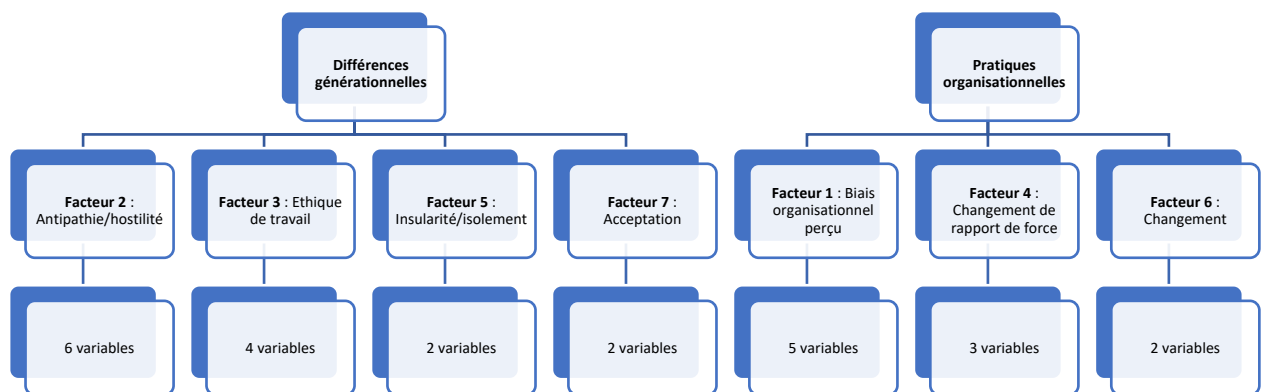 Différences
générationnelles
Pratiques
organisationnelles
Facteur 2 :
Antipathie/hostilité
Facteur 3 : Ethique
de travail
Facteur 5 :
Insularité/isolement
Facteur 7 :
Acceptation
Facteur 1 : Biais
organisationnel
perçu
Facteur 4 :
Changement de
rapport de force
Facteur 6 :
Changement
6 variables
4 variables
2 variables
2 variables
5 variables
3 variables
2 variables